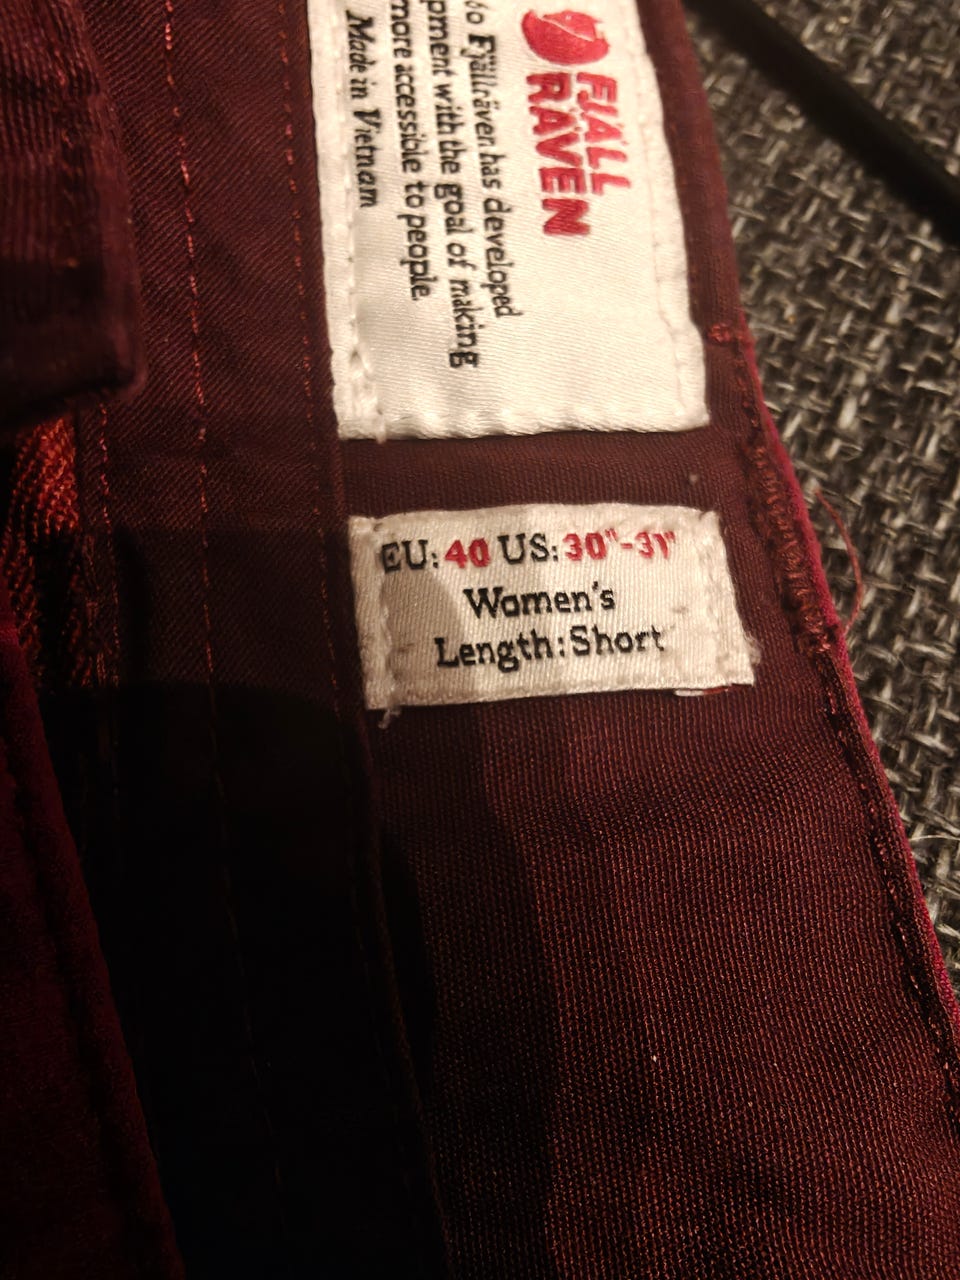 FJÄLL
RÄVEN
60 Fjällräven has developed
pment with the goal of making
more accessible to people.
Made in Vietnam
EU: 40 US: 30"-31"
Women's
Length: Short